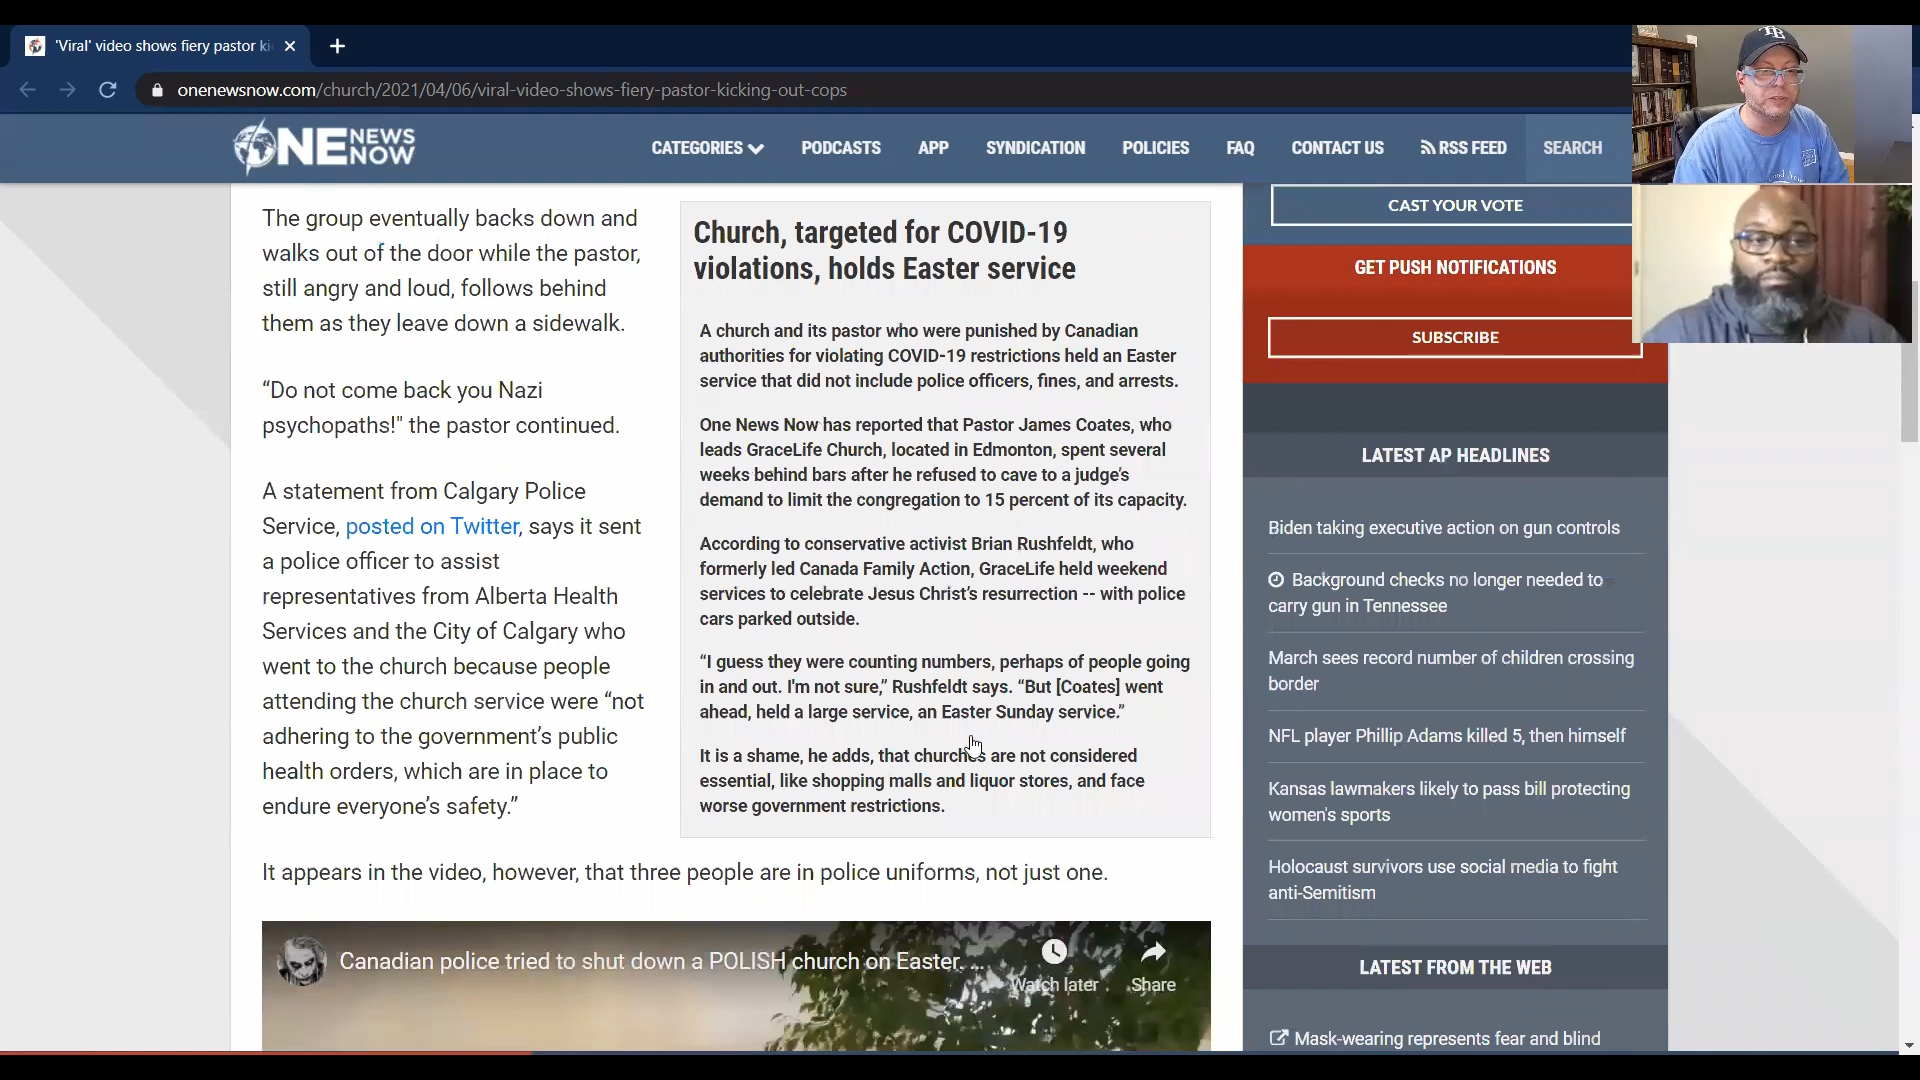 'Viral' video shows fiery pastor ki
onenewsnow.com/church/2021/04/06/viral-video-shows-fiery-pastor-kicking-out-cops
ONE NEWS NOW
CATEGORIES
PODCASTS
APP
SYNDICATION
POLICIES
FAQ
CONTACT US
RSS FEED
SEARCH
TB
The group eventually backs down and
walks out of the door while the pastor,
still angry and loud, follows behind
them as they leave down a sidewalk.
“Do not come back you Nazi
psychopaths!" the pastor continued.
A statement from Calgary Police
Service, posted on Twitter, says it sent
a police officer to assist
representatives from Alberta Health
Services and the City of Calgary who
went to the church because people
attending the church service were “not
adhering to the government’s public
health orders, which are in place to
endure everyone’s safety.”
Church, targeted for COVID-19
violations, holds Easter service
A church and its pastor who were punished by Canadian
authorities for violating COVID-19 restrictions held an Easter
service that did not include police officers, fines, and arrests.
One News Now has reported that Pastor James Coates, who
leads GraceLife Church, located in Edmonton, spent several
weeks behind bars after he refused to cave to a judge’s
demand to limit the congregation to 15 percent of its capacity.
According to conservative activist Brian Rushfeldt, who
formerly led Canada Family Action, GraceLife held weekend
services to celebrate Jesus Christ’s resurrection -- with police
cars parked outside.
“I guess they were counting numbers, perhaps of people going
in and out. I'm not sure,” Rushfeldt says. “But [Coates] went
ahead, held a large service, an Easter Sunday service.”
It is a shame, he adds, that churches are not considered
essential, like shopping malls and liquor stores, and face
worse government restrictions.
It appears in the video, however, that three people are in police uniforms, not just one.
Canadian police tried to shut down a POLISH church on Easter. ...
Watch later
Share
CAST YOUR VOTE
GET PUSH NOTIFICATIONS
SUBSCRIBE
LATEST AP HEADLINES
Biden taking executive action on gun controls
Background checks no longer needed to
carry gun in Tennessee
March sees record number of children crossing
border
NFL player Phillip Adams killed 5, then himself
Kansas lawmakers likely to pass bill protecting
women's sports
Holocaust survivors use social media to fight
anti-Semitism
LATEST FROM THE WEB
Mask-wearing represents fear and blind